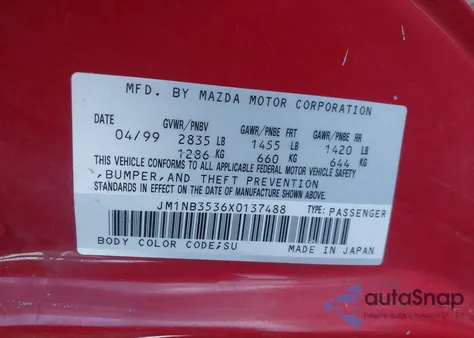 MFD. BY MAZDA MOTOR CORPORATION
DATE GVWR/PNBV GAWR/PNBE FRT GAWR/PNBE RR
04/99 2835 LB 1455 LB 1420 LB
1286 KG 660 KG 644 KG
THIS VEHICLE CONFORMS TO ALL APPLICABLE FEDERAL MOTOR VEHICLE SAFETY
,BUMPER,AND THEFT PREVENTION
STANDARDS IN EFFECT ON THE DATE OF MANUFACTURE SHOWN ABOVE.
JM1NB3536X0137488 TYPE: PASSENGER
BODY COLOR CODE;SU MADE IN JAPAN
autoSnap